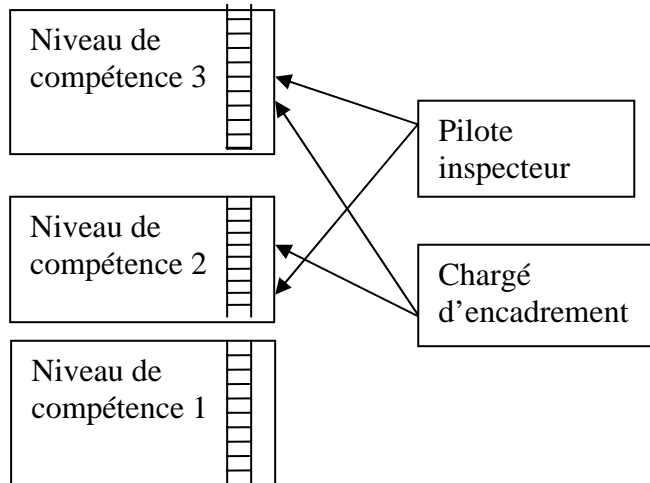 Niveau de
compétence 3
Pilote
inspecteur
Niveau de
compétence 2
Chargé
d’encadrement
Niveau de
compétence 1